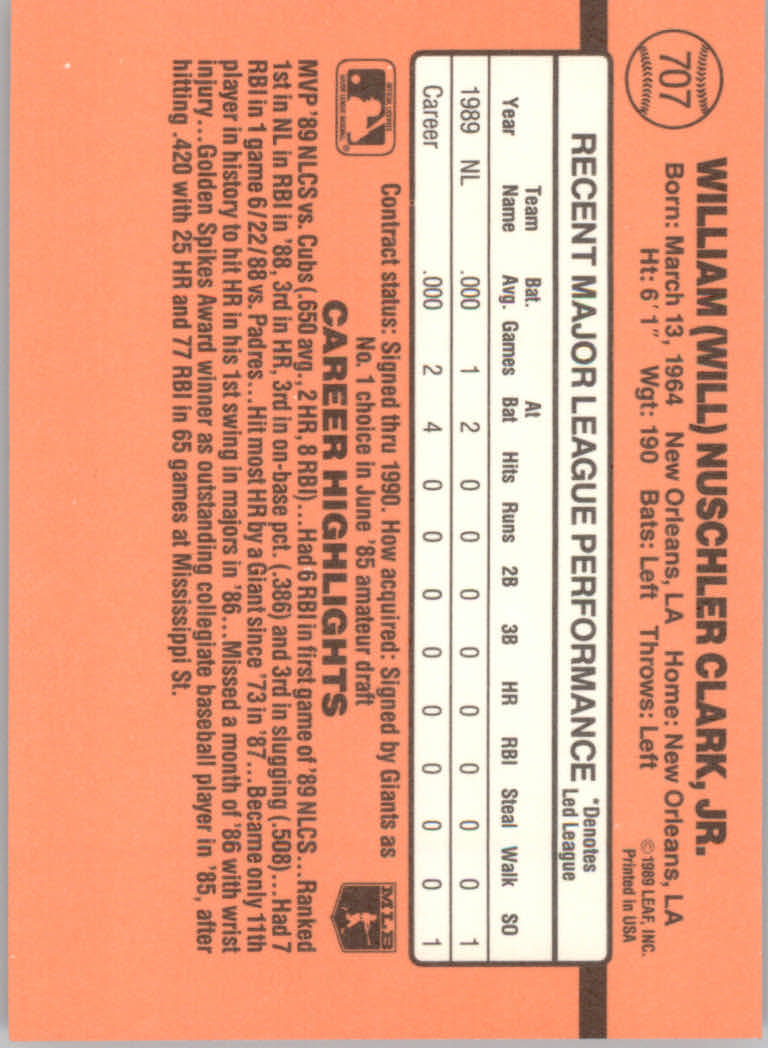 707
WILLIAM (WILL) NUSCHLER CLARK, JR.
Born: March 13, 1964 New Orleans, LA Home: New Orleans, LA
Ht: 6'1" Wgt: 190 Bats: Left Throws: Left
©1989 LEAF, INC.
Printed in USA
RECENT MAJOR LEAGUE PERFORMANCE *Denotes
Led League
Year Team Name Bat. Avg. Games At Bat Hits Runs 2B 3B HR RBI Steal Walk SO
1989 NL .000 1 2 0 0 0 0 0 0 0 0 1
Career .000 2 4 0 0 0 0 0 0 0 0 1
Contract status: Signed thru 1990. How acquired: Signed by Giants as
No. 1 choice in June '85 amateur draft
MLB
CAREER HIGHLIGHTS
MVP '89 NLCS vs. Cubs (.650 avg., 2 HR, 8 RBI)...Had 6 RBI in first game of '89 NLCS...Ranked
1st in NL in RBI in '88, 3rd in HR, 3rd in on-base pct. (.386) and 3rd in slugging (.508)...Had 7
RBI in 1 game 6/22/88 vs. Padres...Hit most HR by a Giant since '73 in '87...Became only 11th
player in history to hit HR in his 1st swing in majors in '86...Missed a month of '86 with wrist
injury...Golden Spikes Award winner as outstanding collegiate baseball player in '85, after
hitting .420 with 25 HR and 77 RBI in 65 games at Mississippi St.